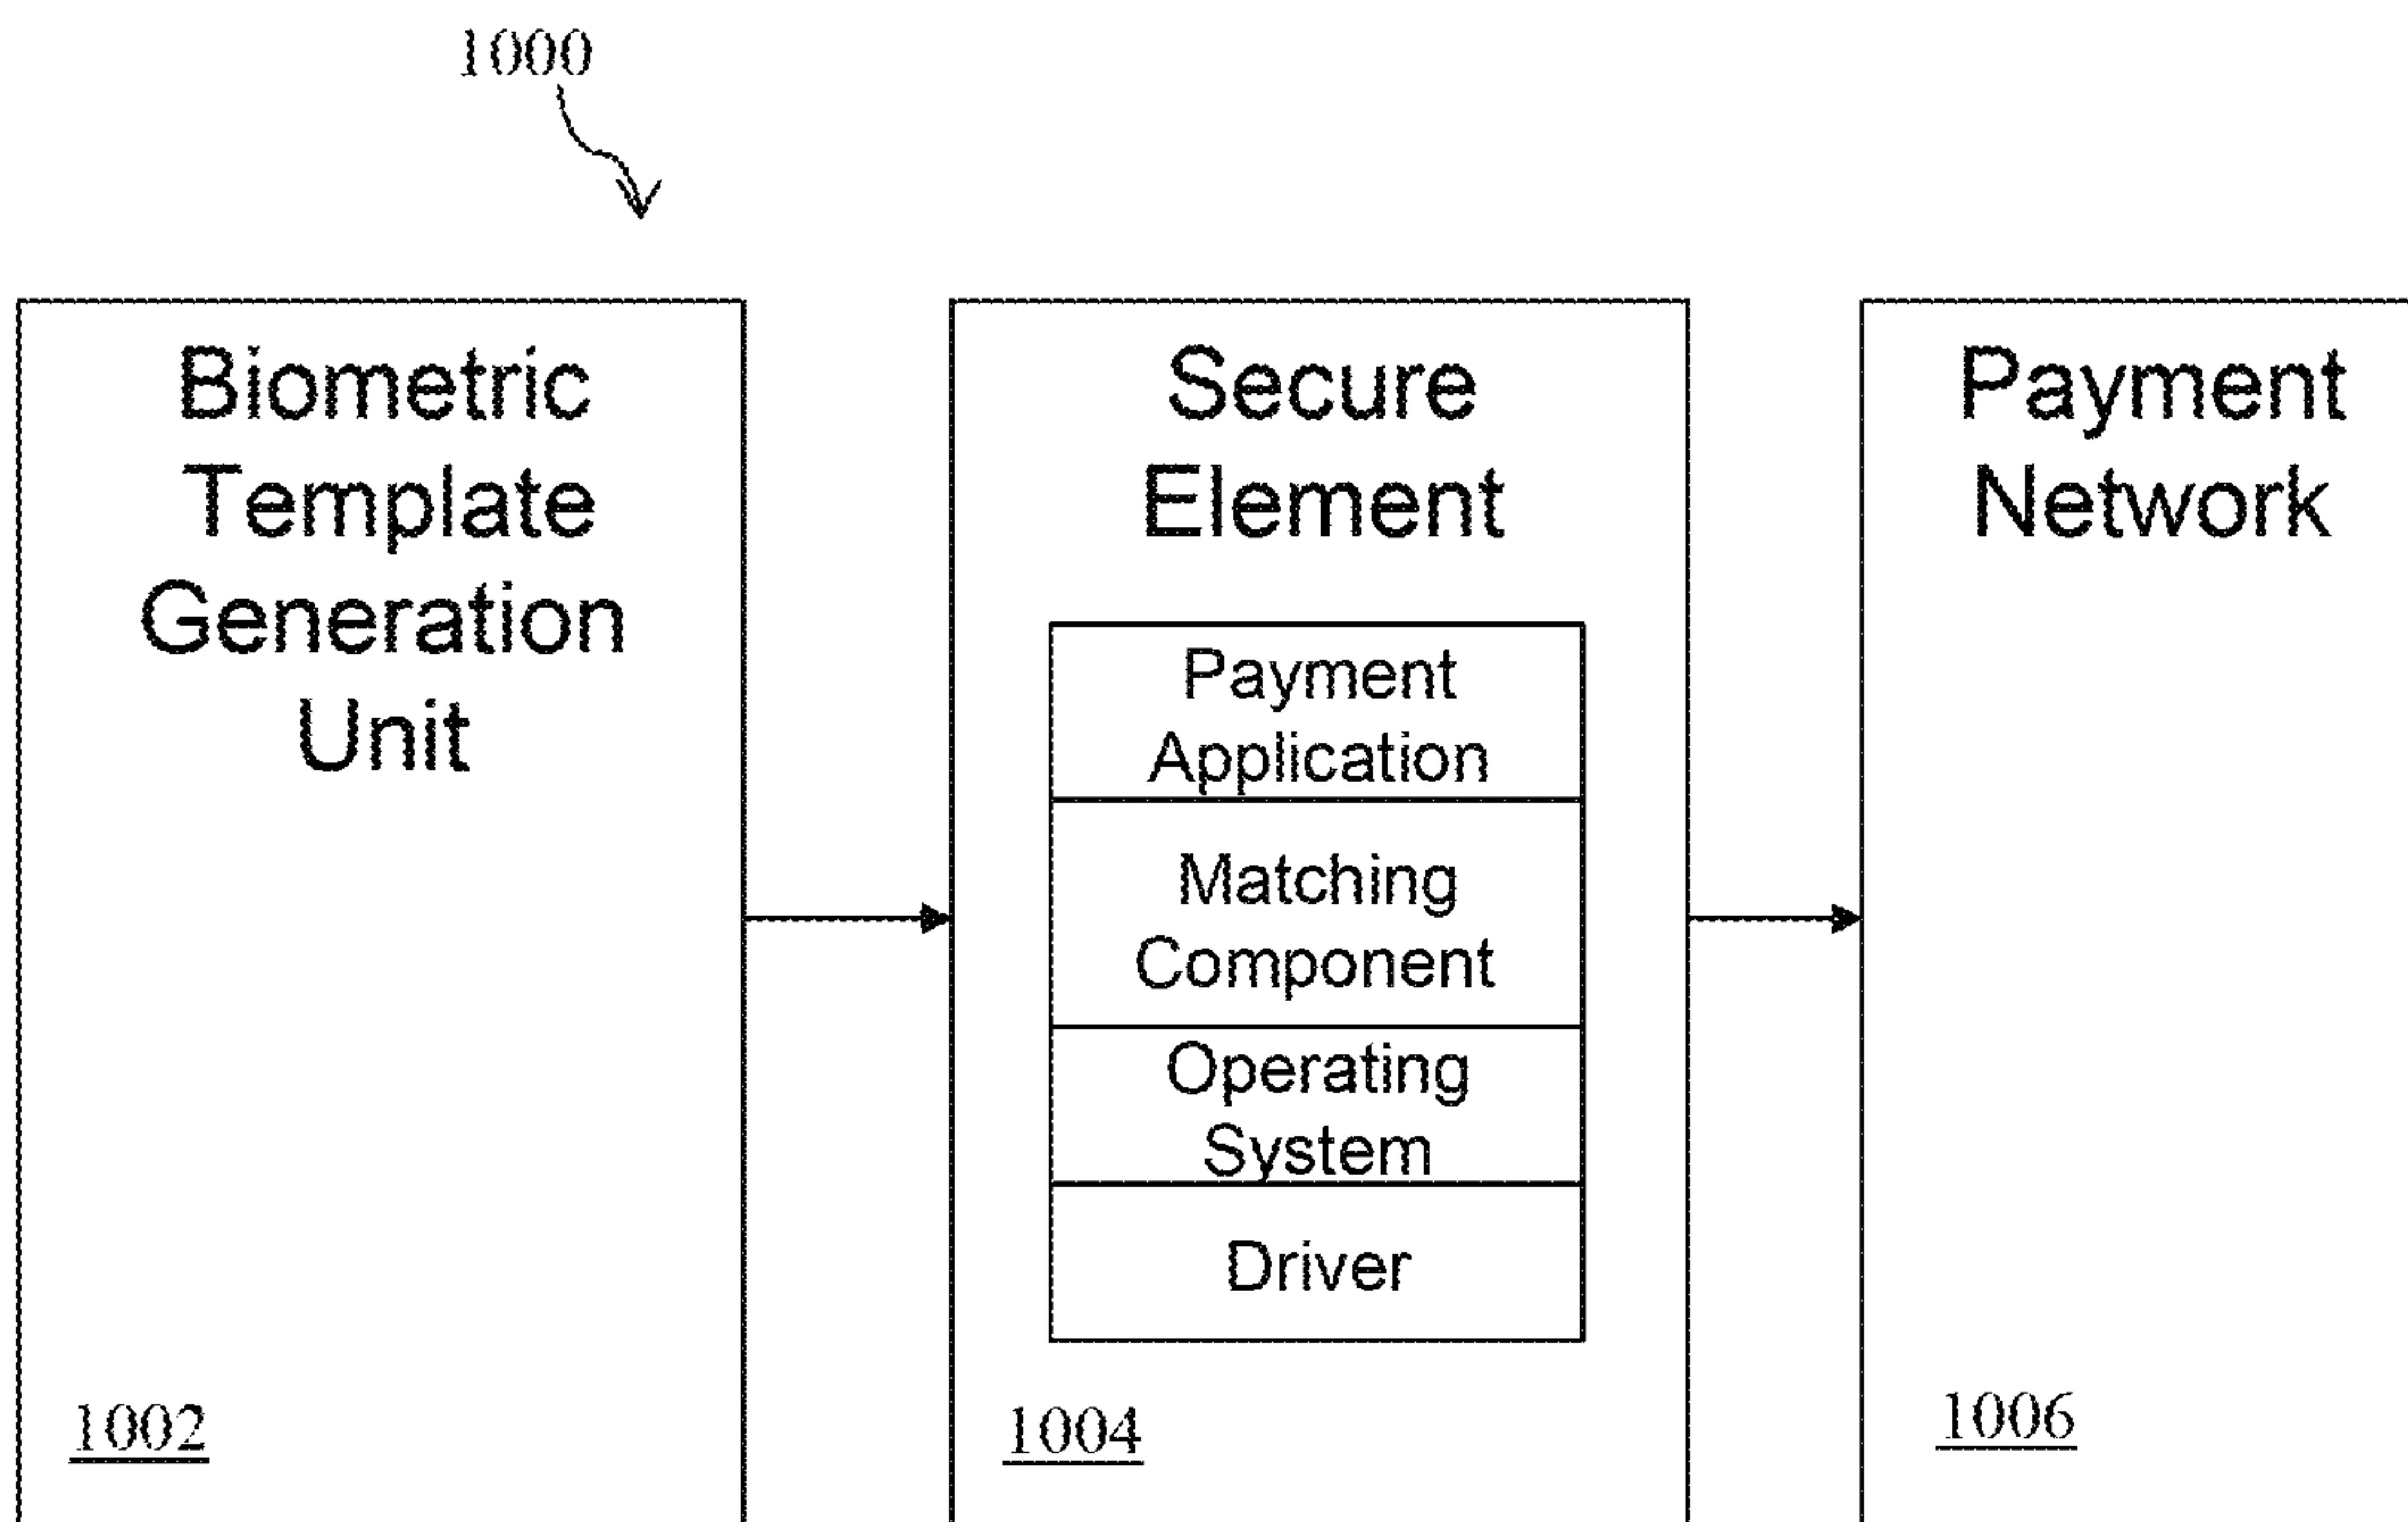 1000
Biometric
Template
Generation
Unit
1002
Secure
Element
Payment
Application
Matching
Component
Operating
System
Driver
1004
Payment
Network
1006